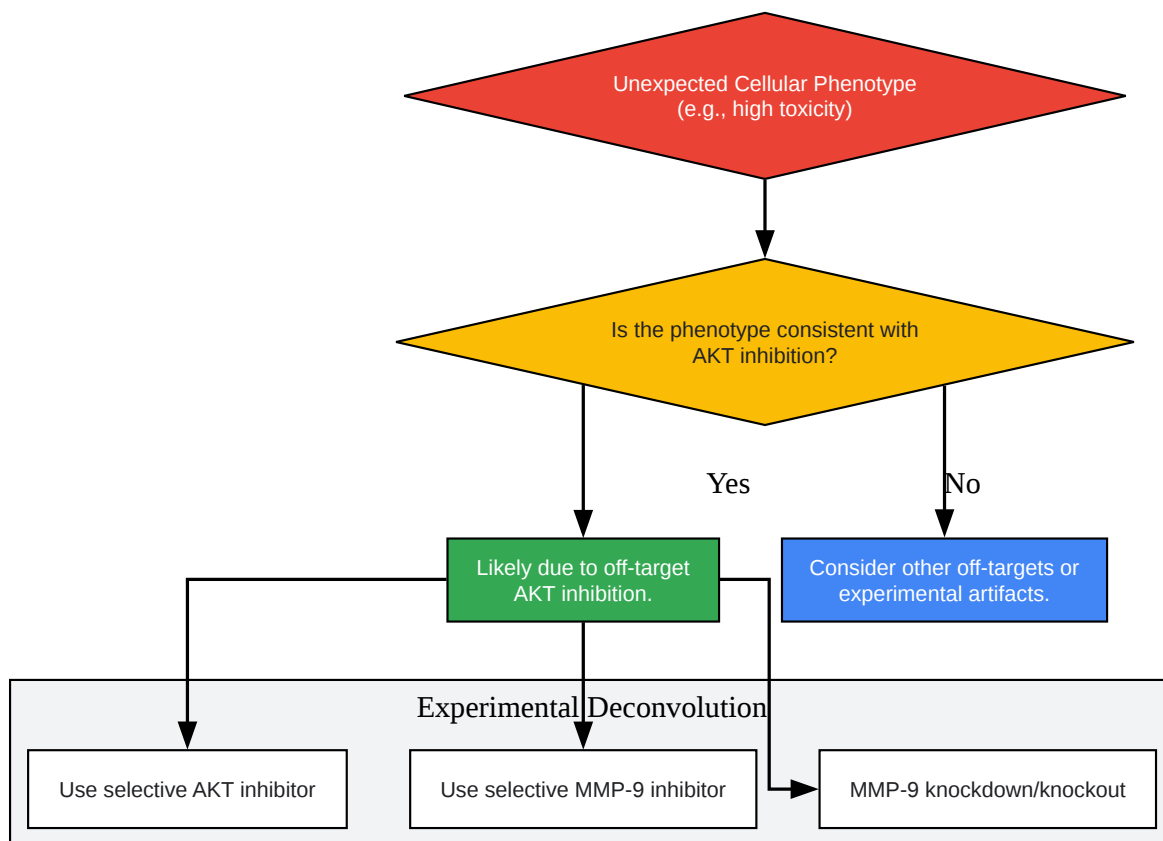 Unexpected Cellular Phenotype
(e.g., high toxicity)
Is the phenotype consistent with
AKT inhibition?
Yes
No
Likely due to off-target
AKT inhibition.
Consider other off-targets or
experimental artifacts.
Experimental Deconvolution
Use selective AKT inhibitor
Use selective MMP-9 inhibitor
MMP-9 knockdown/knockout